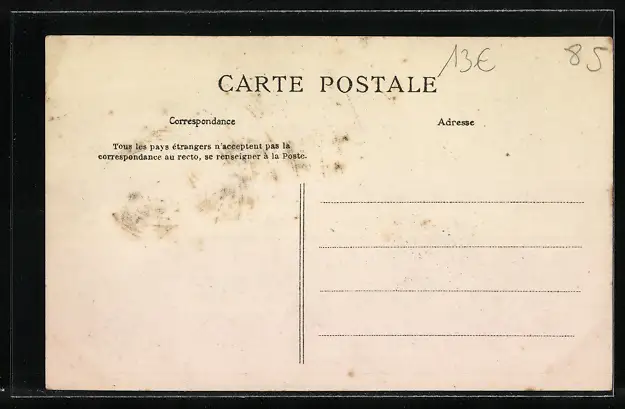 13€
85
CARTE POSTALE
Correspondance
Adresse
Tous les pays étrangers n'acceptent pas la
correspondance au recto, se renseigner à la Poste.